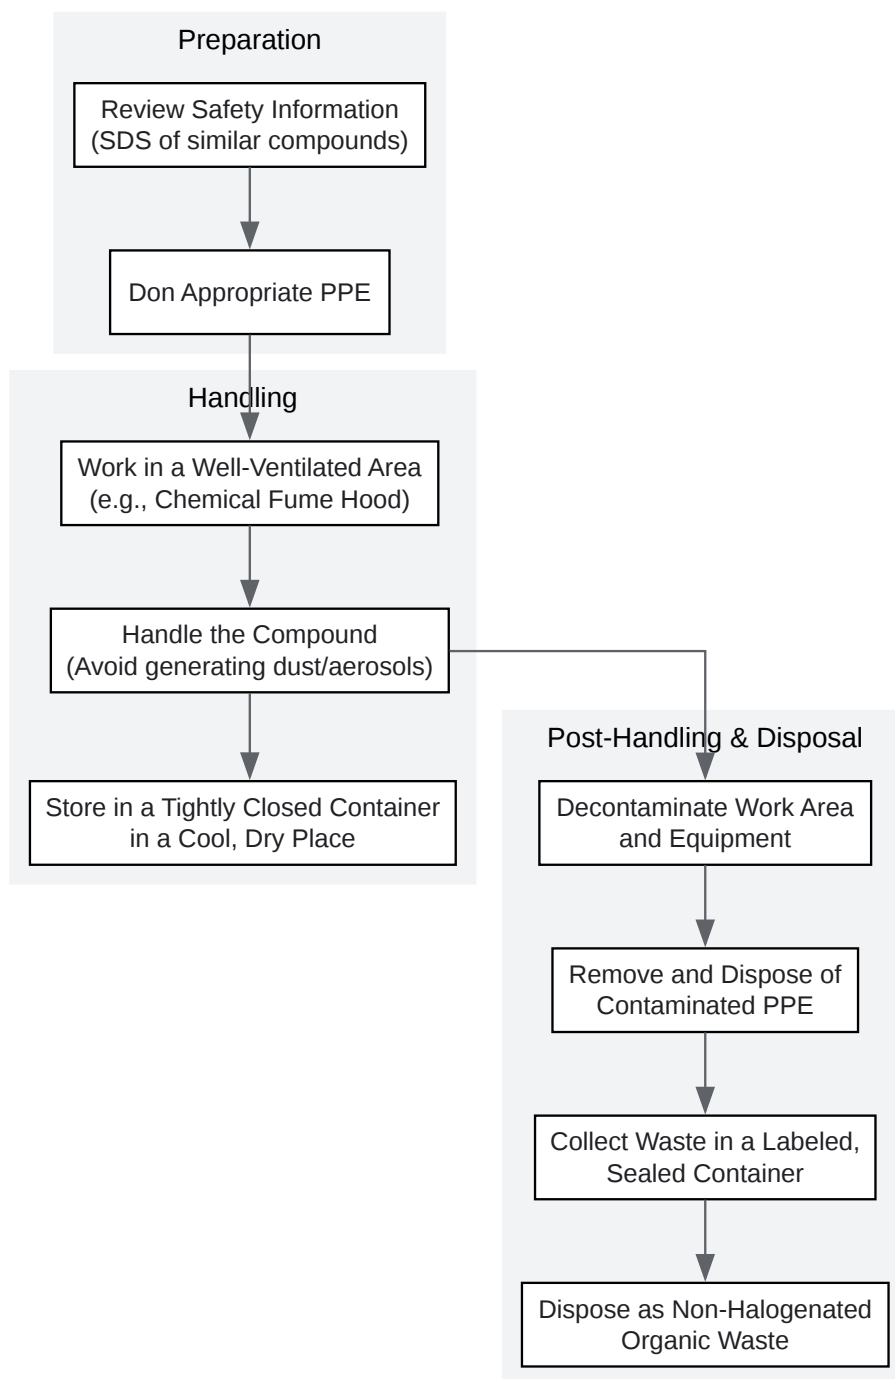 Preparation
Review Safety Information
(SDS of similar compounds)
Don Appropriate PPE
Handling
Work in a Well-Ventilated Area
(e.g., Chemical Fume Hood)
Handle the Compound
(Avoid generating dust/aerosols)
Store in a Tightly Closed Container
in a Cool, Dry Place
Post-Handling & Disposal
Decontaminate Work Area
and Equipment
Remove and Dispose of
Contaminated PPE
Collect Waste in a Labeled,
Sealed Container
Dispose as Non-Halogenated
Organic Waste